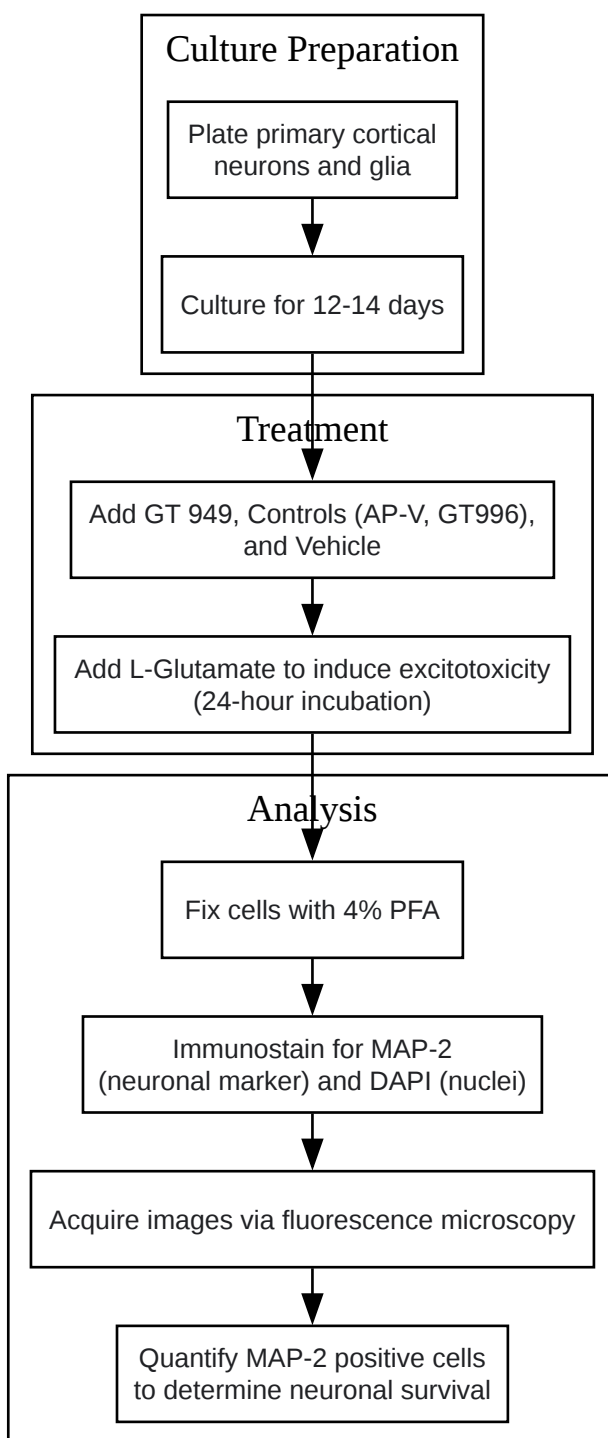 Culture Preparation
Plate primary cortical
neurons and glia
Culture for 12-14 days
Treatment
Add GT 949, Controls (AP-V, GT996),
and Vehicle
Add L-Glutamate to induce excitotoxicity
(24-hour incubation)
Analysis
Fix cells with 4% PFA
Immunostain for MAP-2
(neuronal marker) and DAPI (nuclei)
Acquire images via fluorescence microscopy
Quantify MAP-2 positive cells
to determine neuronal survival